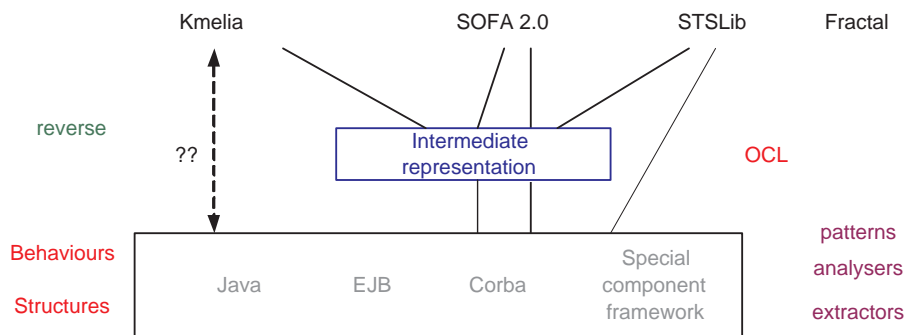 Kmelia SOFA 2.0 STSLib Fractal
reverse
??
Intermediate
representation
OCL
Behaviours
Structures
Java EJB Corba
Special
component
framework
patterns
analysers
extractors